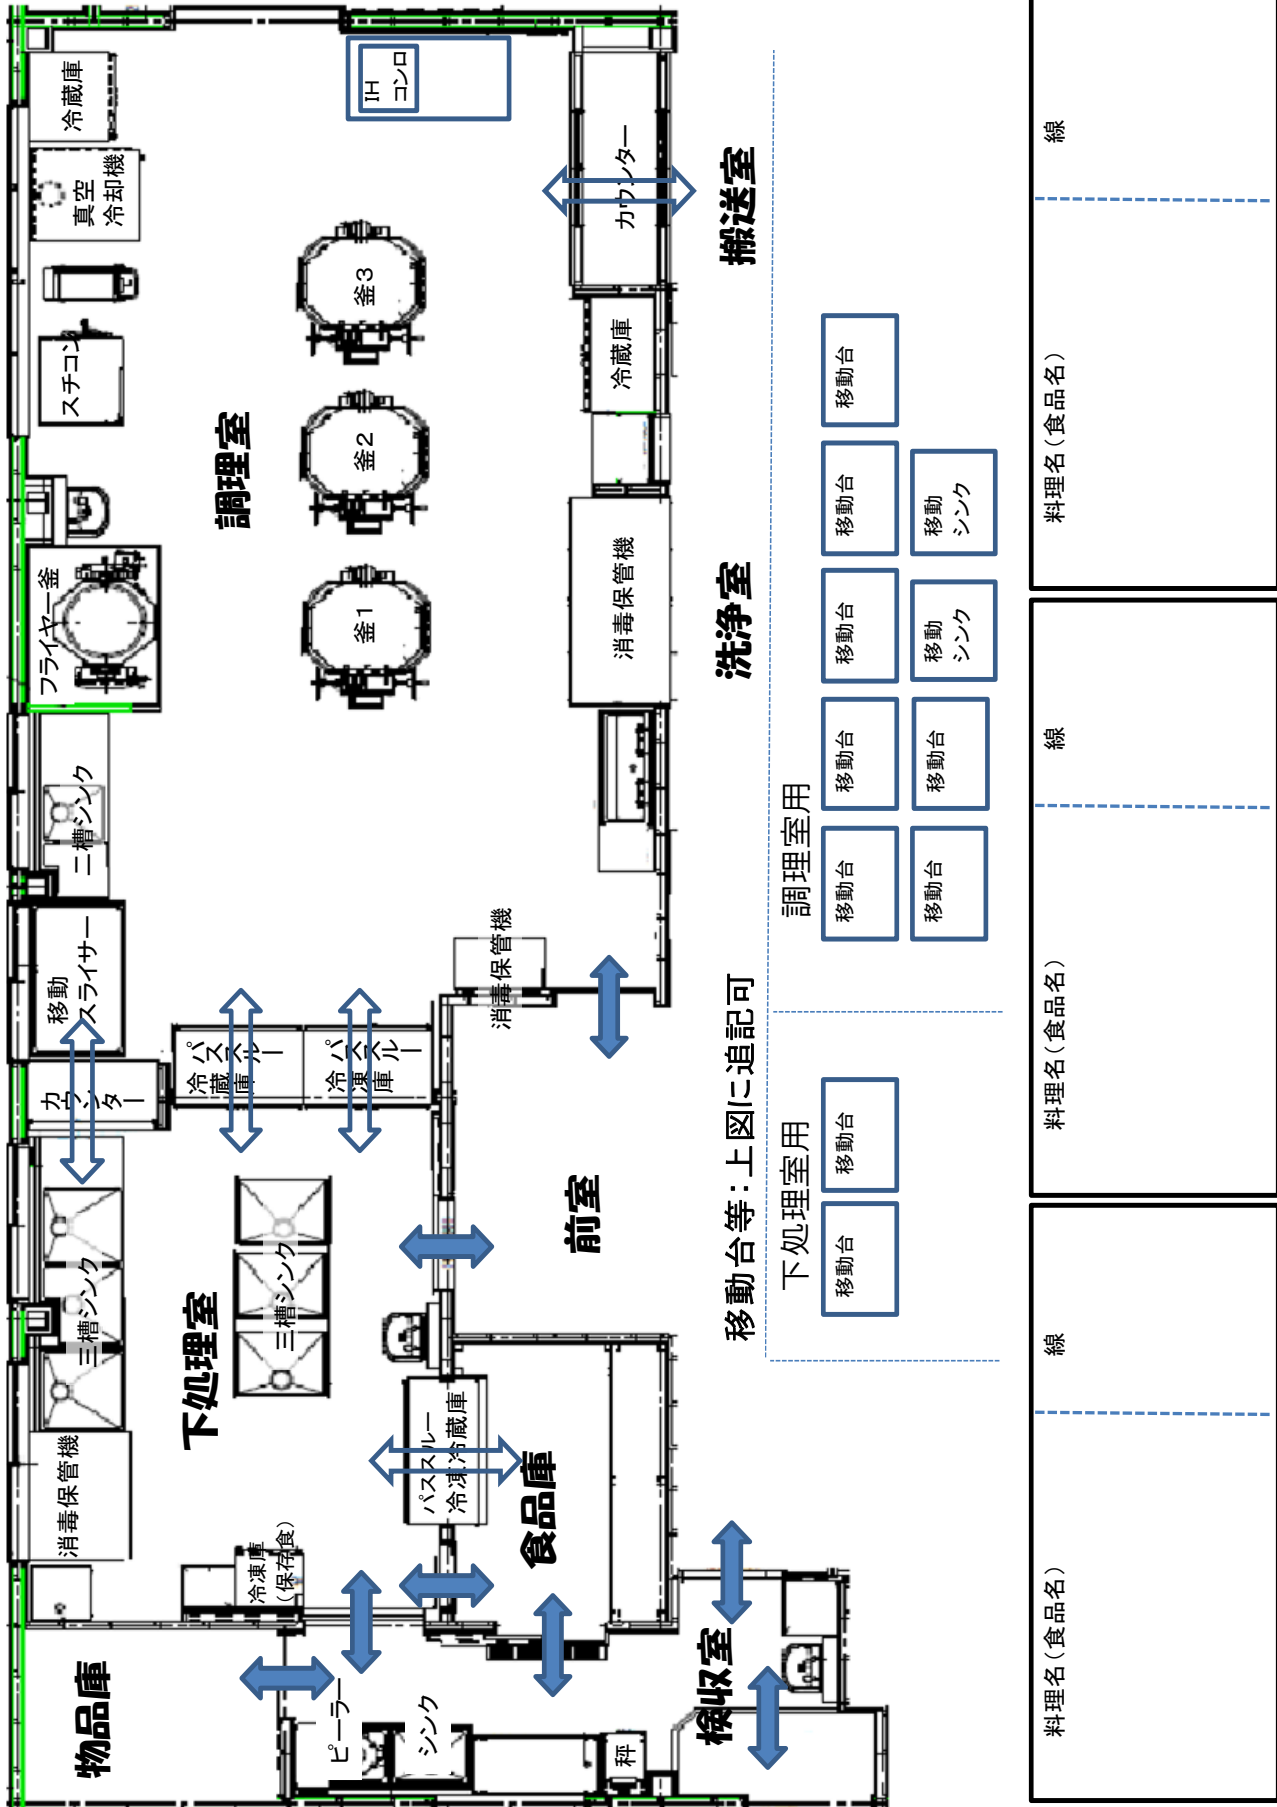 物品庫
消毒保管機
三槽シンク
カウンター
移動
スライサー
二槽シンク
フライヤー釜
スチコン
真空
冷却機
冷蔵庫
下処理室
冷凍庫
（保存食）
三槽シンク
パススルー
冷蔵庫
パススルー
冷凍庫
調理室
釜１
釜２
釜３
IH
コンロ
ピーラー
シンク
秤
パススルー
冷凍冷蔵庫
食品庫
前室
消毒保管機
消毒保管機
冷蔵庫
カウンター
検収室
洗浄室
搬送室
移動台等：上図に追記可
下処理室用
移動台
移動台
調理室用
移動台
移動台
移動台
移動台
移動台
移動台
移動台
移動
シンク
移動
シンク
料理名（食品名）
線
料理名（食品名）
線
料理名（食品名）
線